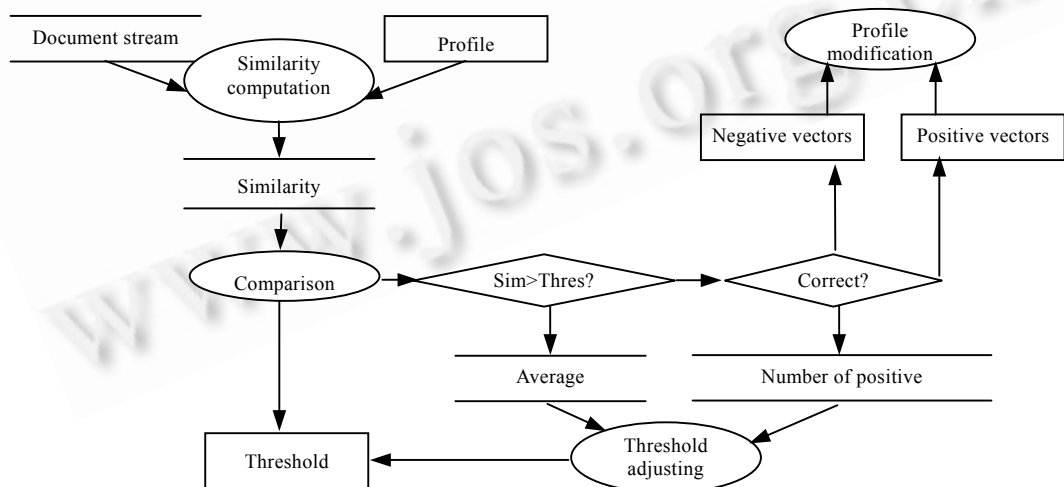 Document stream
Profile
Similarity
computation
Profile
modification
Negative vectors
Positive vectors
Similarity
Comparison
Sim>Thres?
Correct?
Average
Number of positive
Threshold
Threshold
adjusting
www.jos.org